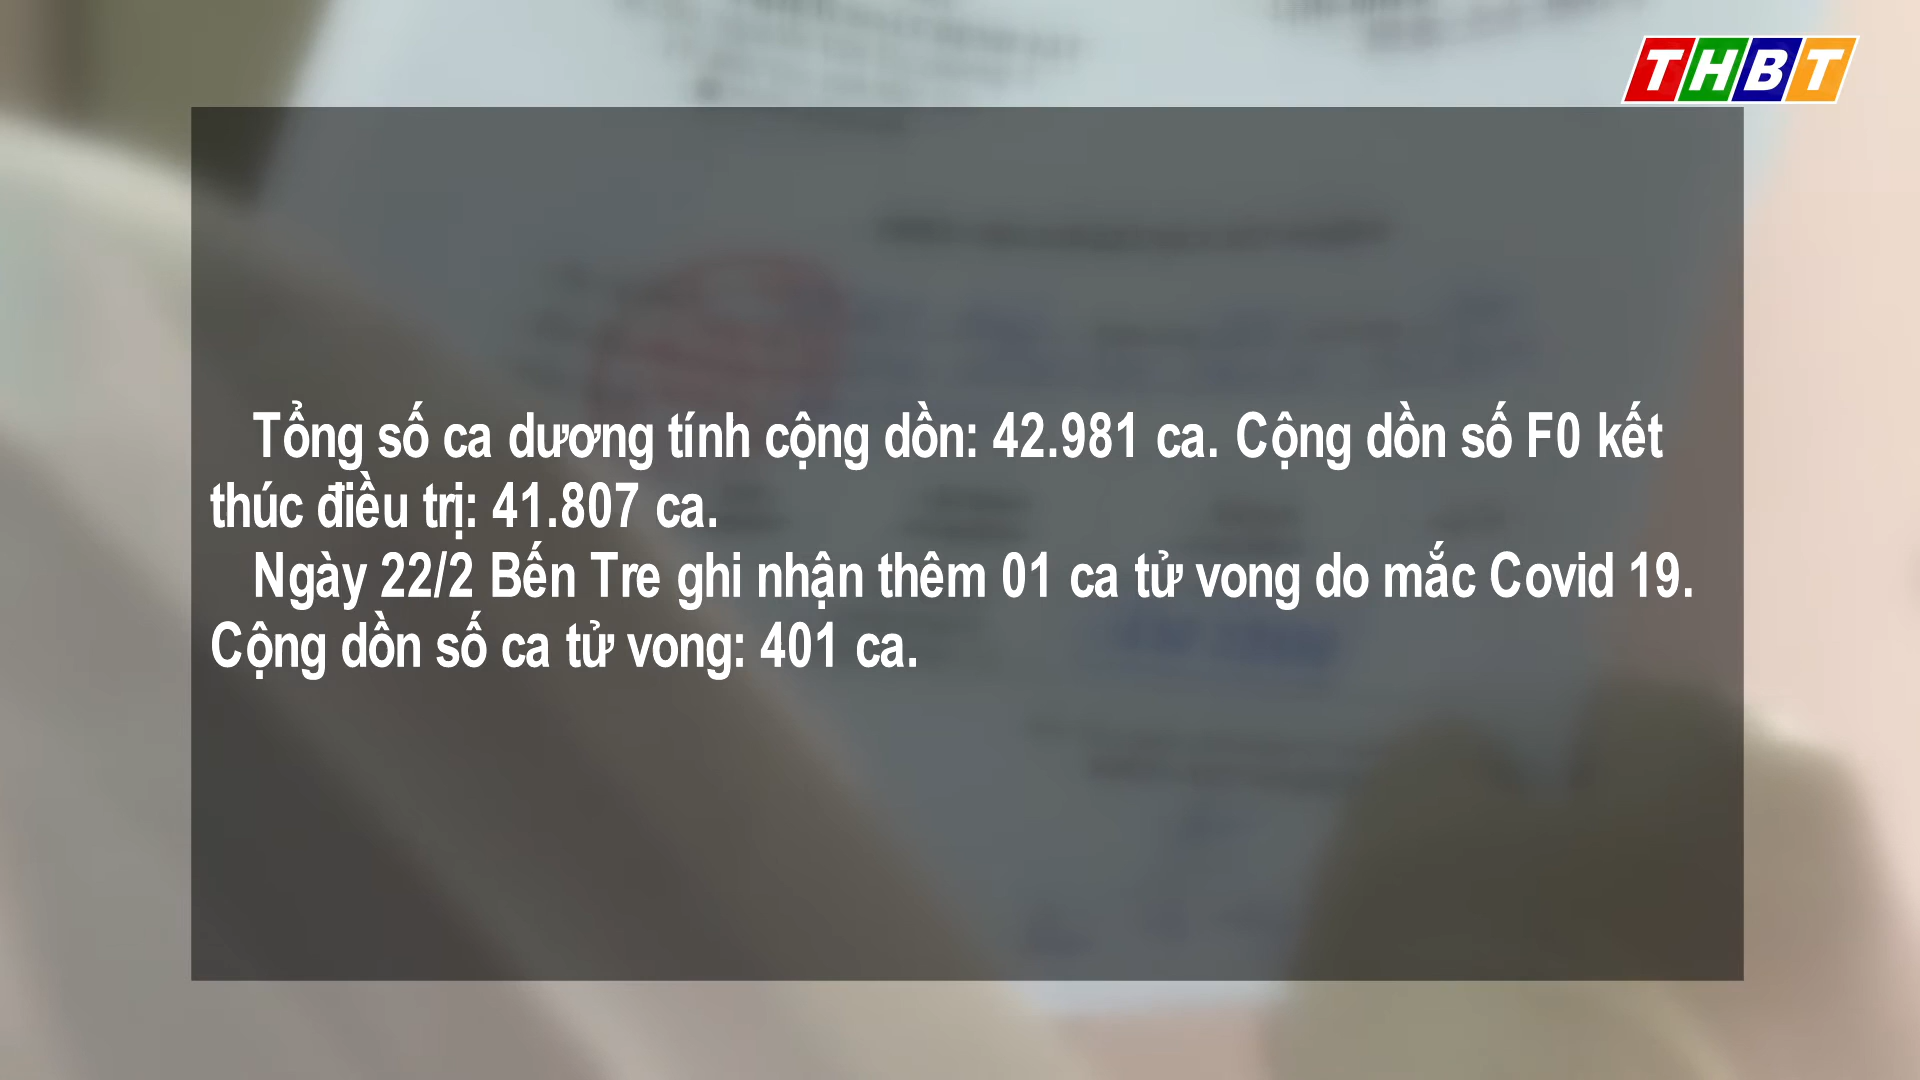 THBT
Tổng số ca dương tính cộng dồn: 42.981 ca. Cộng dồn số F0 kết
thúc điều trị: 41.807 ca.
Ngày 22/2 Bến Tre ghi nhận thêm 01 ca tử vong do mắc Covid 19.
Cộng dồn số ca tử vong: 401 ca.